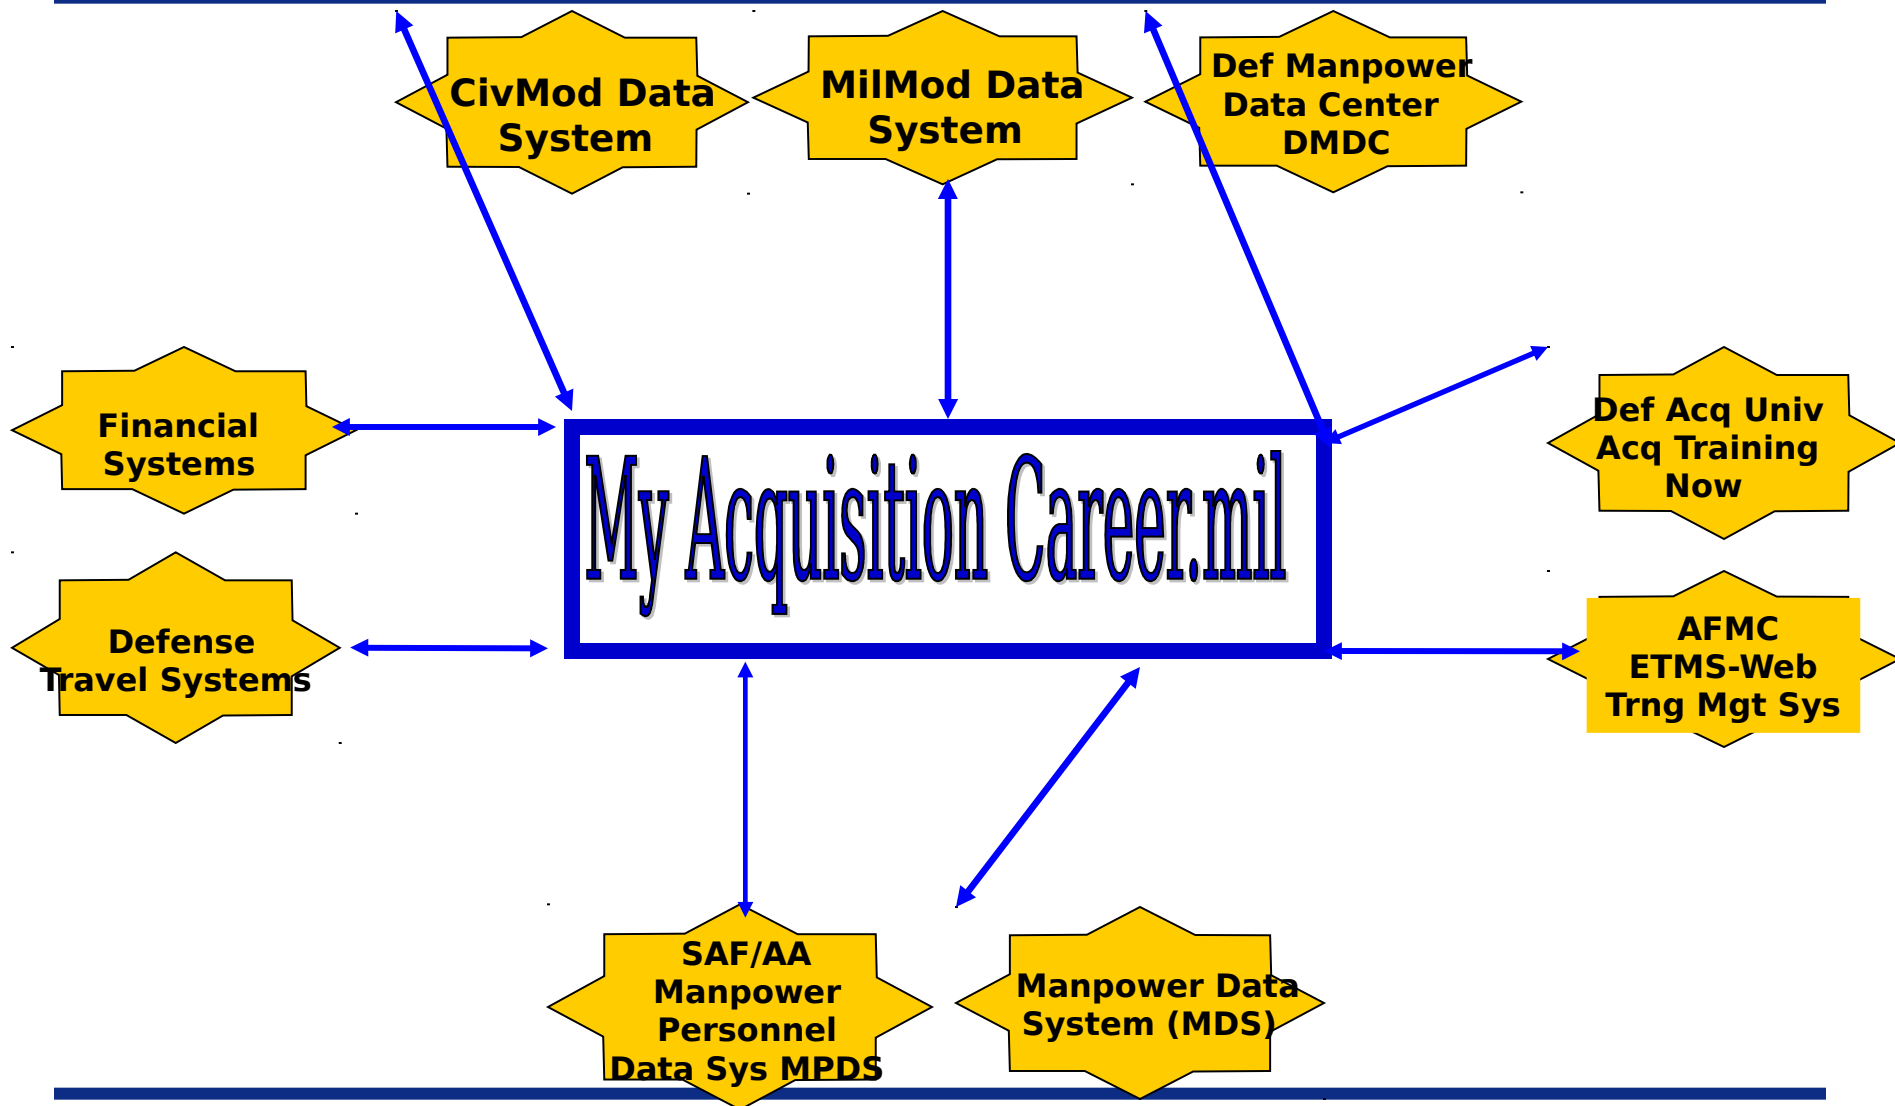 CivMod Data
System
MilMod Data
System
Def Manpower
Data Center
DMDC
Financial
Systems
Def Acq Univ
Acq Training
Now
My Acquisition Career.mil
Defense
Travel Systems
AFMC
ETMS-Web
Trng Mgt Sys
SAF/AA
Manpower
Personnel
Data Sys MPDS
Manpower Data
System (MDS)